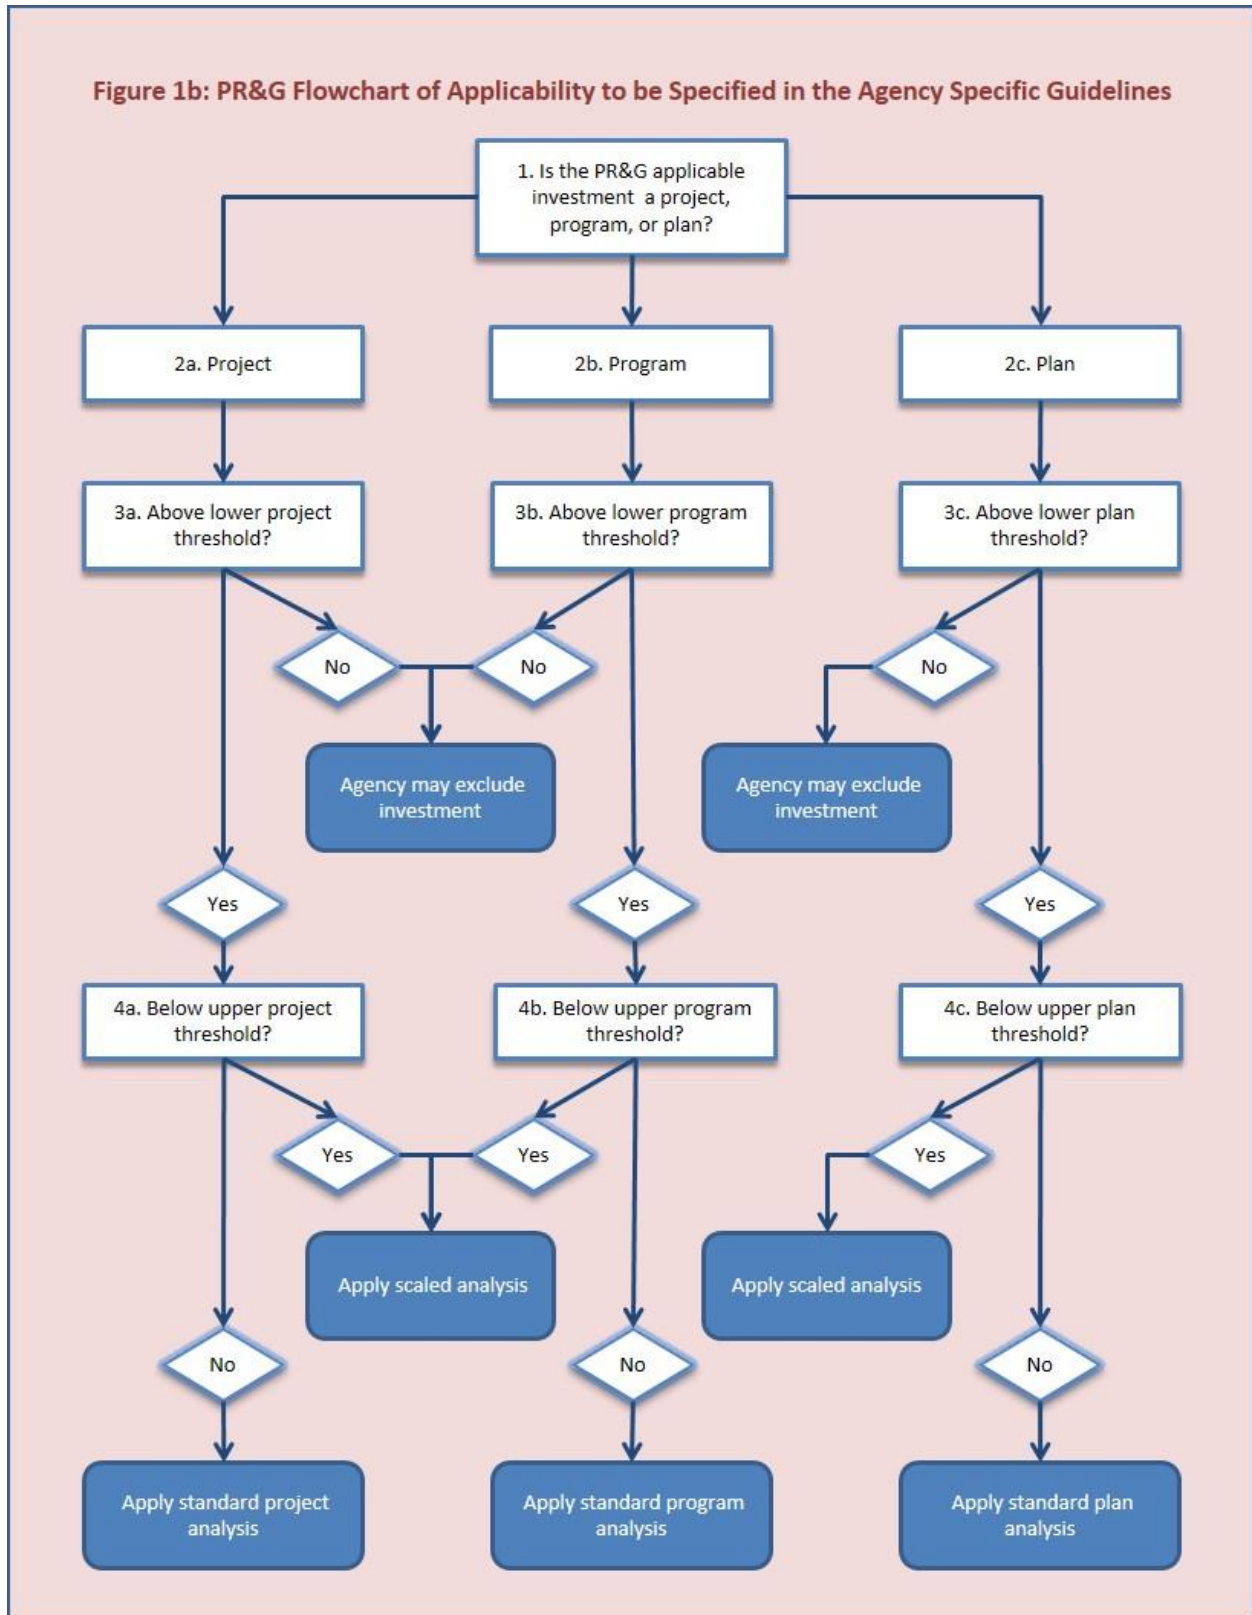 Figure 1b: PR&G Flowchart of Applicability to be Specified in the Agency Specific Guidelines
1. Is the PR&G applicable
investment a project,
program, or plan?
2a. Project
2b. Program
2c. Plan
3a. Above lower project
threshold?
3b. Above lower program
threshold?
3c. Above lower plan
threshold?
No
No
No
Agency may exclude
investment
Agency may exclude
investment
Yes
Yes
Yes
4a. Below upper project
threshold?
4b. Below upper program
threshold?
4c. Below upper plan
threshold?
Yes
Yes
Yes
Apply scaled analysis
Apply scaled analysis
No
No
No
Apply standard project
analysis
Apply standard program
analysis
Apply standard plan
analysis